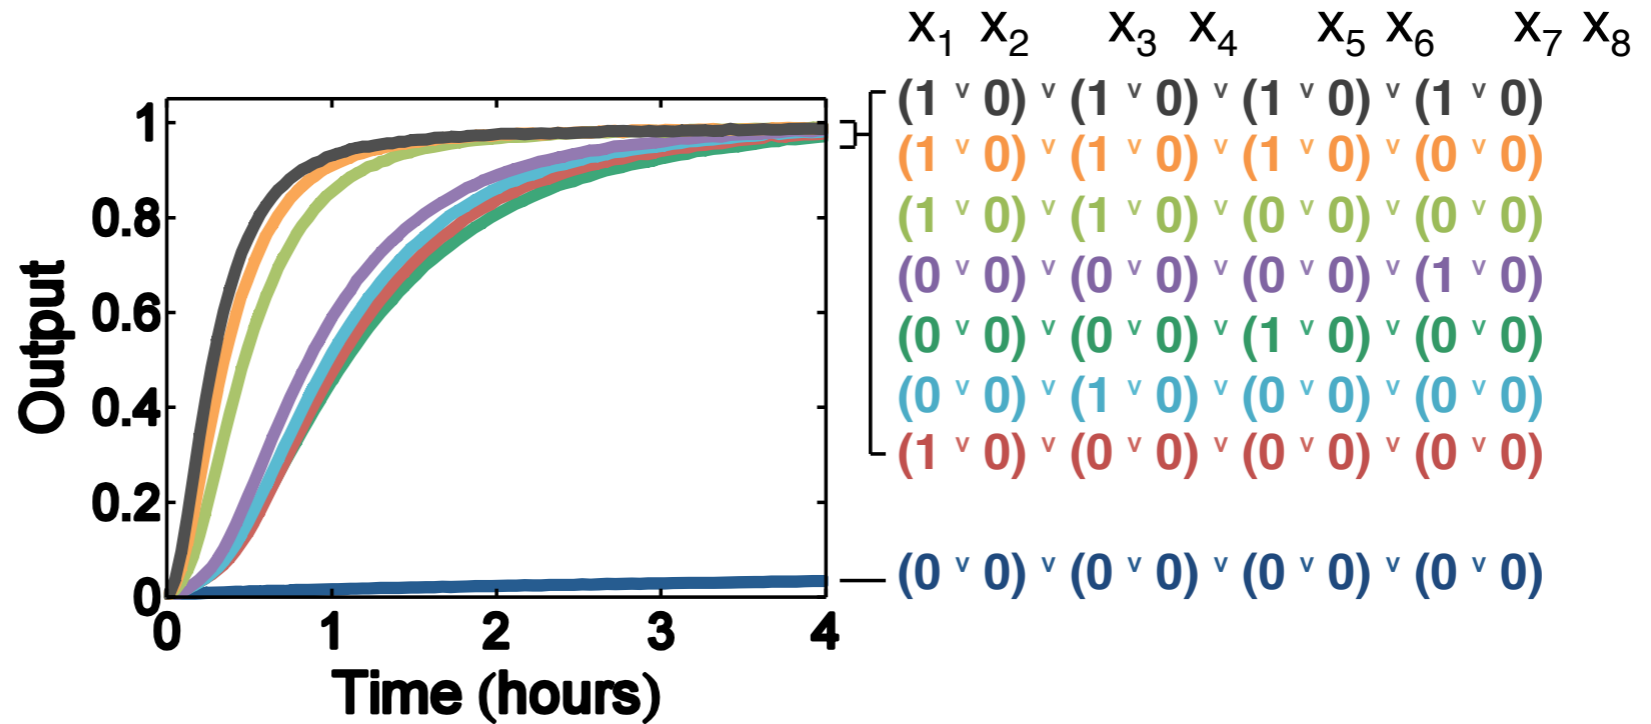 x₁ x₂ x₃ x₄ x₅ x₆ x₇ x₈
(1 ᵛ 0) ᵛ (1 ᵛ 0) ᵛ (1 ᵛ 0) ᵛ (1 ᵛ 0)
(1 ᵛ 0) ᵛ (1 ᵛ 0) ᵛ (1 ᵛ 0) ᵛ (0 ᵛ 0)
(1 ᵛ 0) ᵛ (1 ᵛ 0) ᵛ (0 ᵛ 0) ᵛ (0 ᵛ 0)
(0 ᵛ 0) ᵛ (0 ᵛ 0) ᵛ (0 ᵛ 0) ᵛ (1 ᵛ 0)
(0 ᵛ 0) ᵛ (0 ᵛ 0) ᵛ (1 ᵛ 0) ᵛ (0 ᵛ 0)
(0 ᵛ 0) ᵛ (1 ᵛ 0) ᵛ (0 ᵛ 0) ᵛ (0 ᵛ 0)
(1 ᵛ 0) ᵛ (0 ᵛ 0) ᵛ (0 ᵛ 0) ᵛ (0 ᵛ 0)
(0 ᵛ 0) ᵛ (0 ᵛ 0) ᵛ (0 ᵛ 0) ᵛ (0 ᵛ 0)
Output
1
0.8
0.6
0.4
0.2
0
0 1 2 3 4
Time (hours)